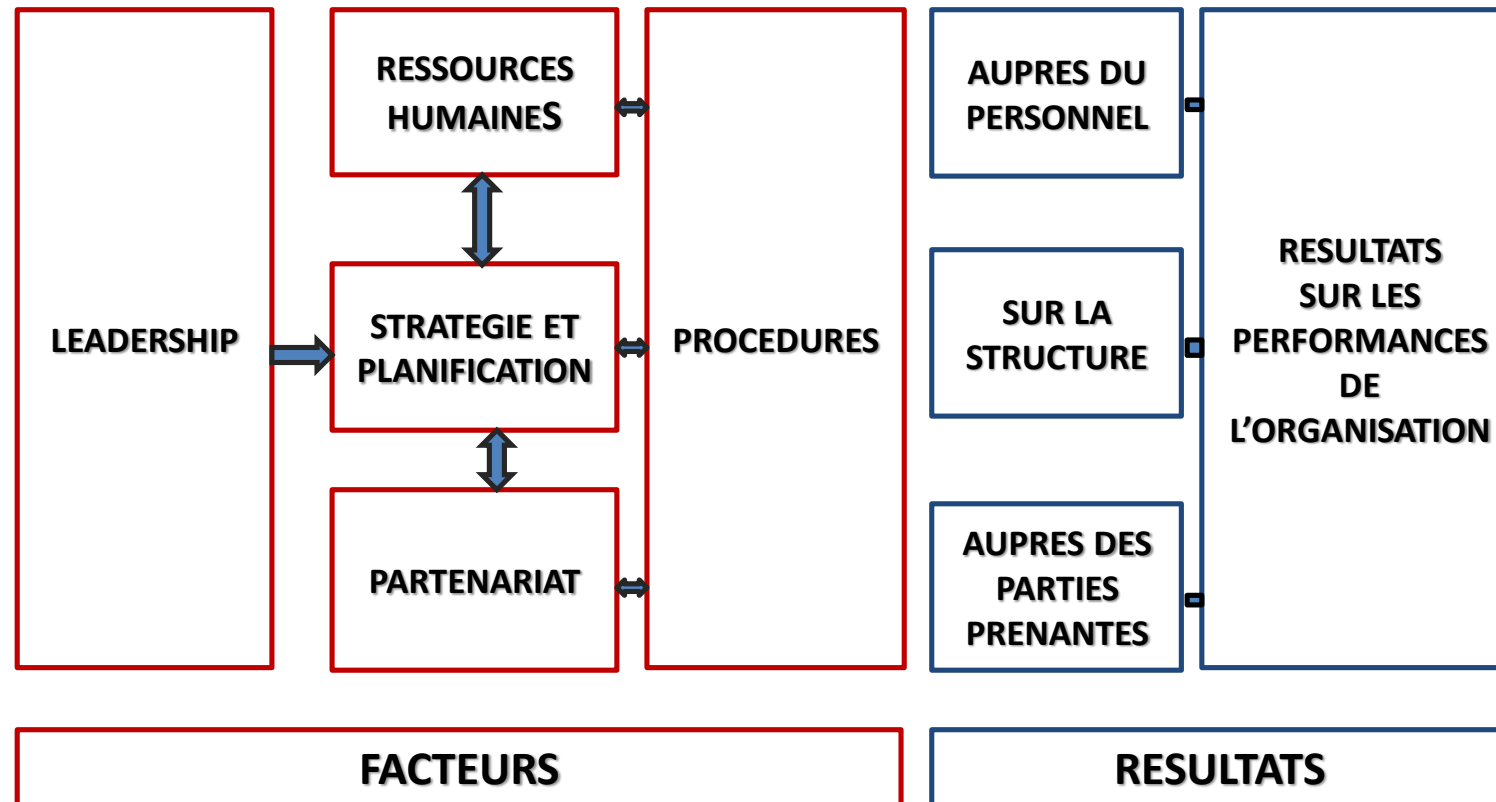 LEADERSHIP
RESSOURCES
HUMAINES
STRATEGIE ET
PLANIFICATION
PARTENARIAT
PROCEDURES
AUPRES DU
PERSONNEL
SUR LA
STRUCTURE
AUPRES DES
PARTIES
PRENANTES
RESULTATS
SUR LES
PERFORMANCES
DE
L’ORGANISATION
FACTEURS
RESULTATS